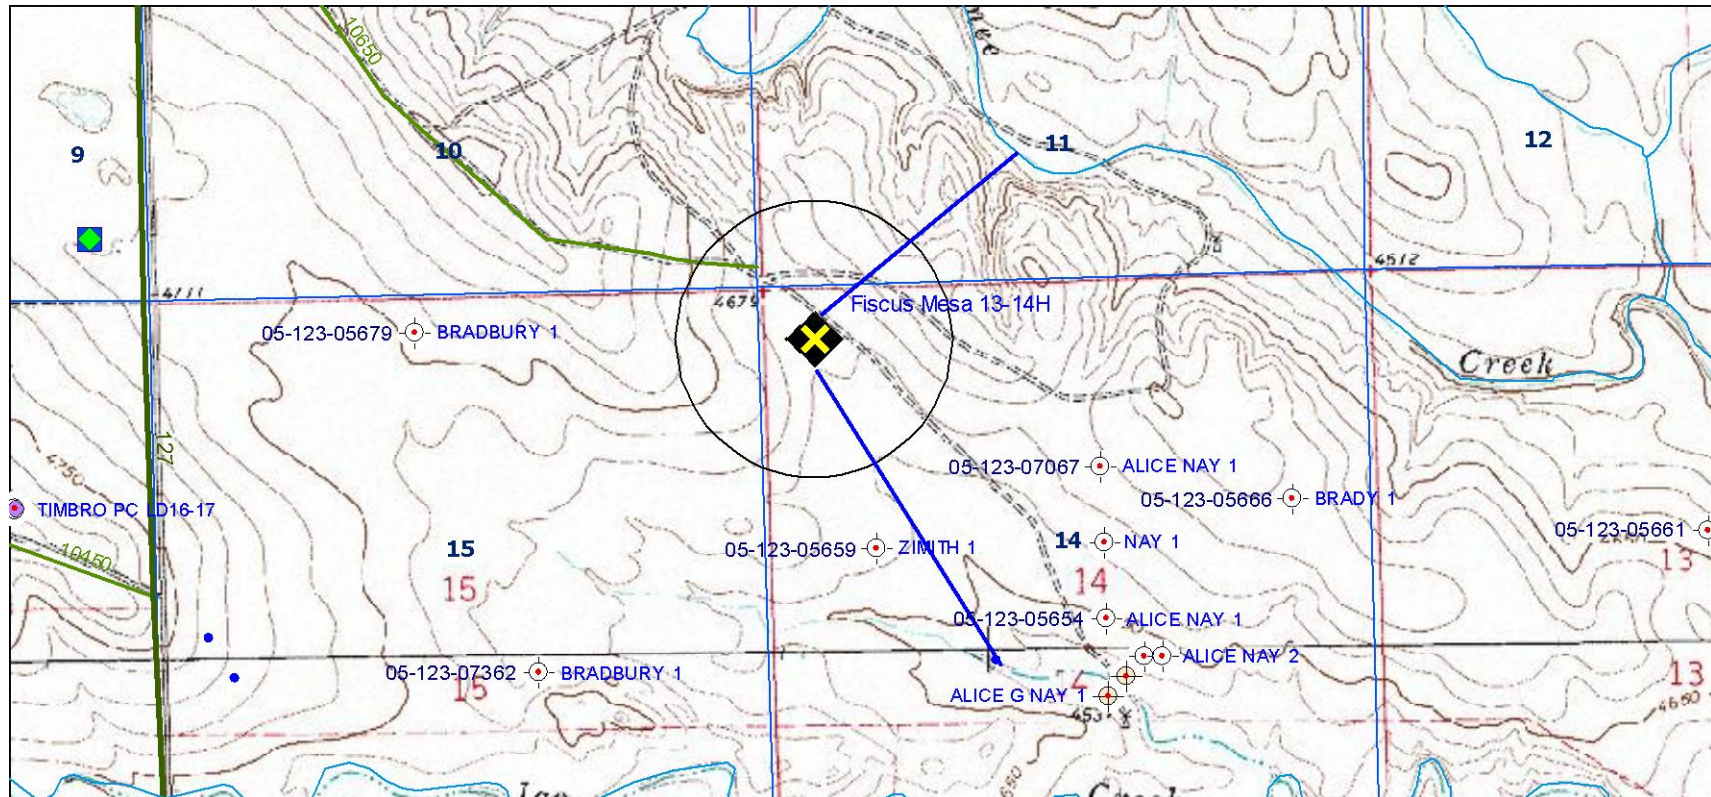 10650
mee
11
12
9
10
4512
4679
Fiscus Mesa 13-14H
05-123-05679
BRADBURY 1
Creek
127
4750
05-123-07067
ALICE NAY 1
05-123-05666
BRADY 1
TIMBRO PC LD16-17
05-123-05661
10450
15
05-123-05659
ZIMITH 1
14
NAY 1
13
15
14
05-123-05654
ALICE NAY 1
ALICE NAY 2
05-123-07362
BRADBURY 1
15
13
ALICE G NAY 1
4650
Creek